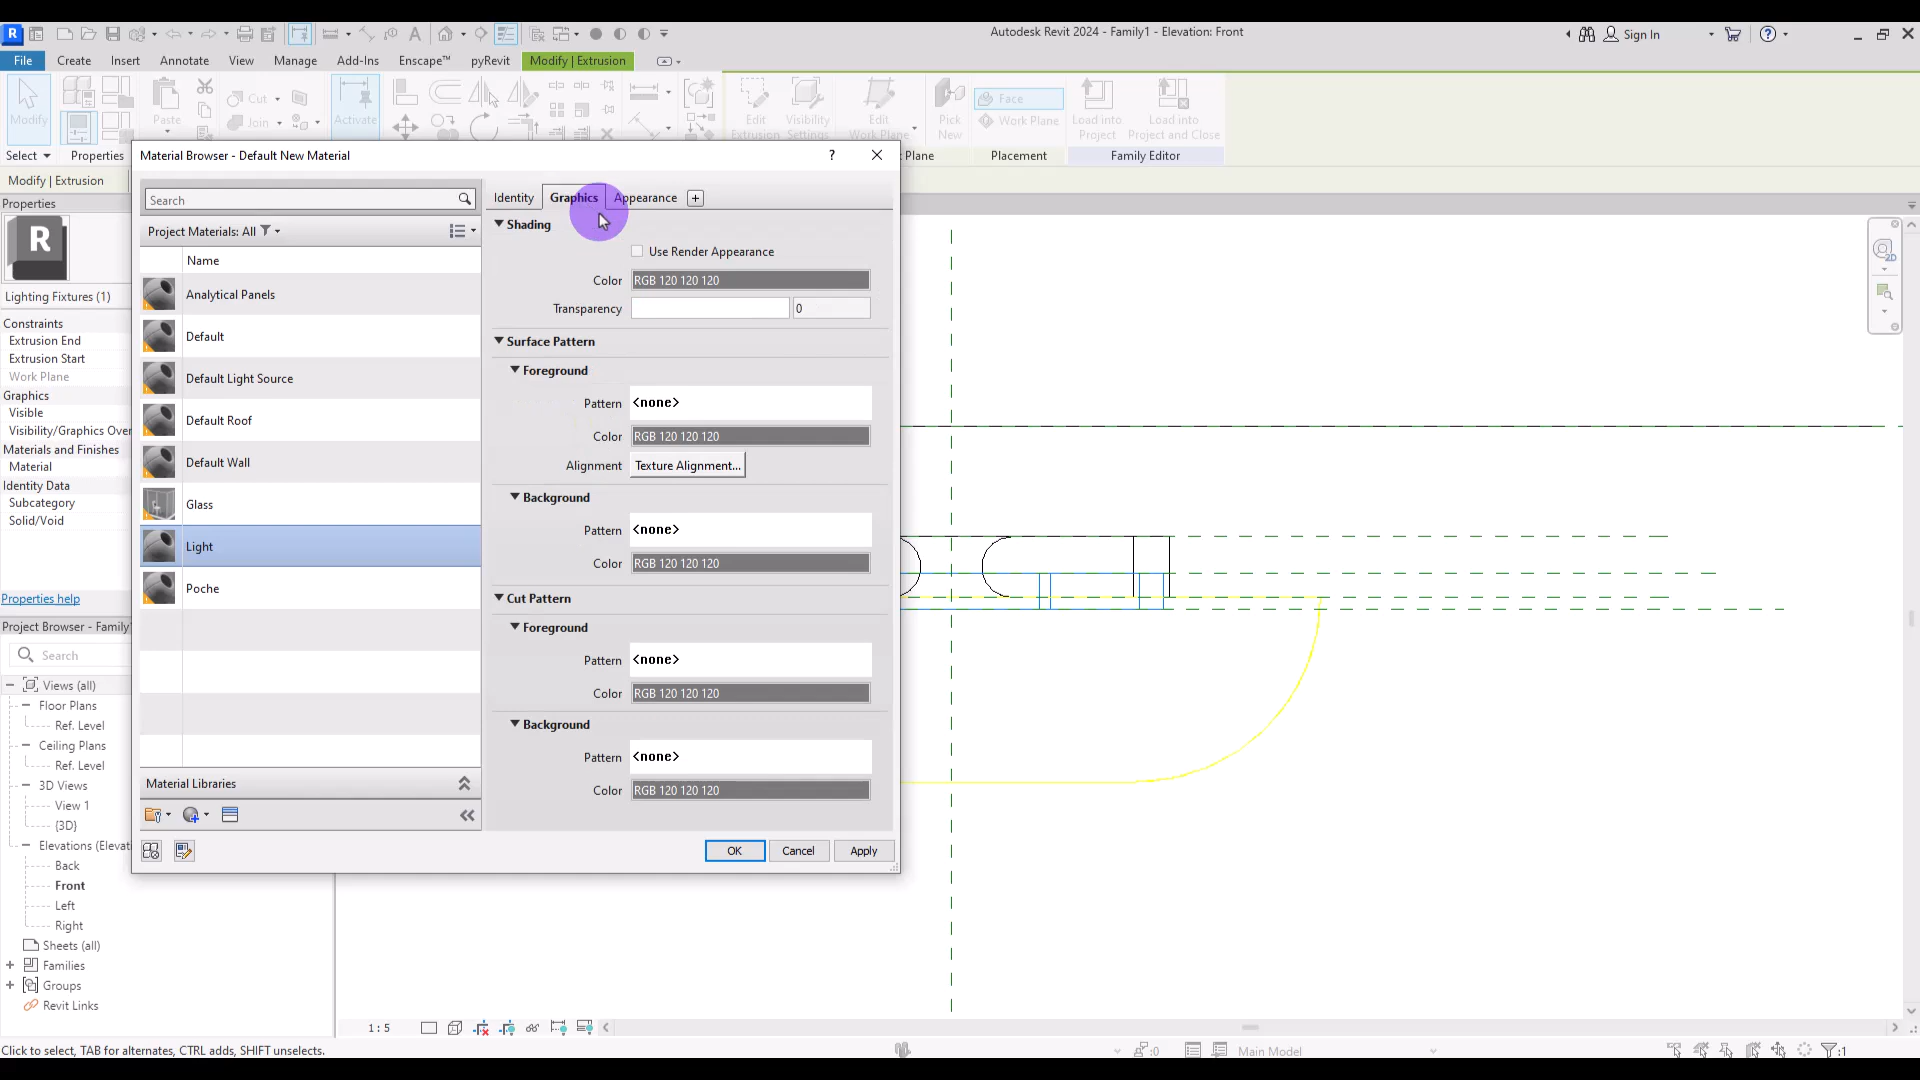 R
Autodesk Revit 2024 - Family1 - Elevation: Front
Sign In
File
Create
Insert
Annotate
View
Manage
Add-Ins
Enscape™
pyRevit
Modify | Extrusion
Modify
Paste
Cut
Join
Activate
Edit
Extrusion
Visibility
Settings
Edit
Work Plane
Pick
New
Face
Work Plane
Load into
Project
Load into
Project and Close
Select
Properties
Plane
Placement
Family Editor
Modify | Extrusion
Properties
R
Lighting Fixtures (1)
Constraints
Extrusion End
Extrusion Start
Work Plane
Graphics
Visible
Visibility/Graphics Over
Materials and Finishes
Material
Identity Data
Subcategory
Solid/Void
Properties help
Project Browser - Family
Search
Views (all)
Floor Plans
Ref. Level
Ceiling Plans
Ref. Level
3D Views
View 1
{3D}
Elevations (Elevat
Back
Front
Left
Right
Sheets (all)
Families
Groups
Revit Links
Material Browser - Default New Material
?
Search
Project Materials: All
Name
Analytical Panels
Default
Default Light Source
Default Roof
Default Wall
Glass
Light
Poche
Material Libraries
Identity
Graphics
Appearance
Shading
Use Render Appearance
Color RGB 120 120 120
Transparency 0
Surface Pattern
Foreground
Pattern <none>
Color RGB 120 120 120
Alignment Texture Alignment...
Background
Pattern <none>
Color RGB 120 120 120
Cut Pattern
Foreground
Pattern <none>
Color RGB 120 120 120
Background
Pattern <none>
Color RGB 120 120 120
OK
Cancel
Apply
2D
1 : 5
Click to select, TAB for alternates, CTRL adds, SHIFT unselects.
:0
Main Model
:1